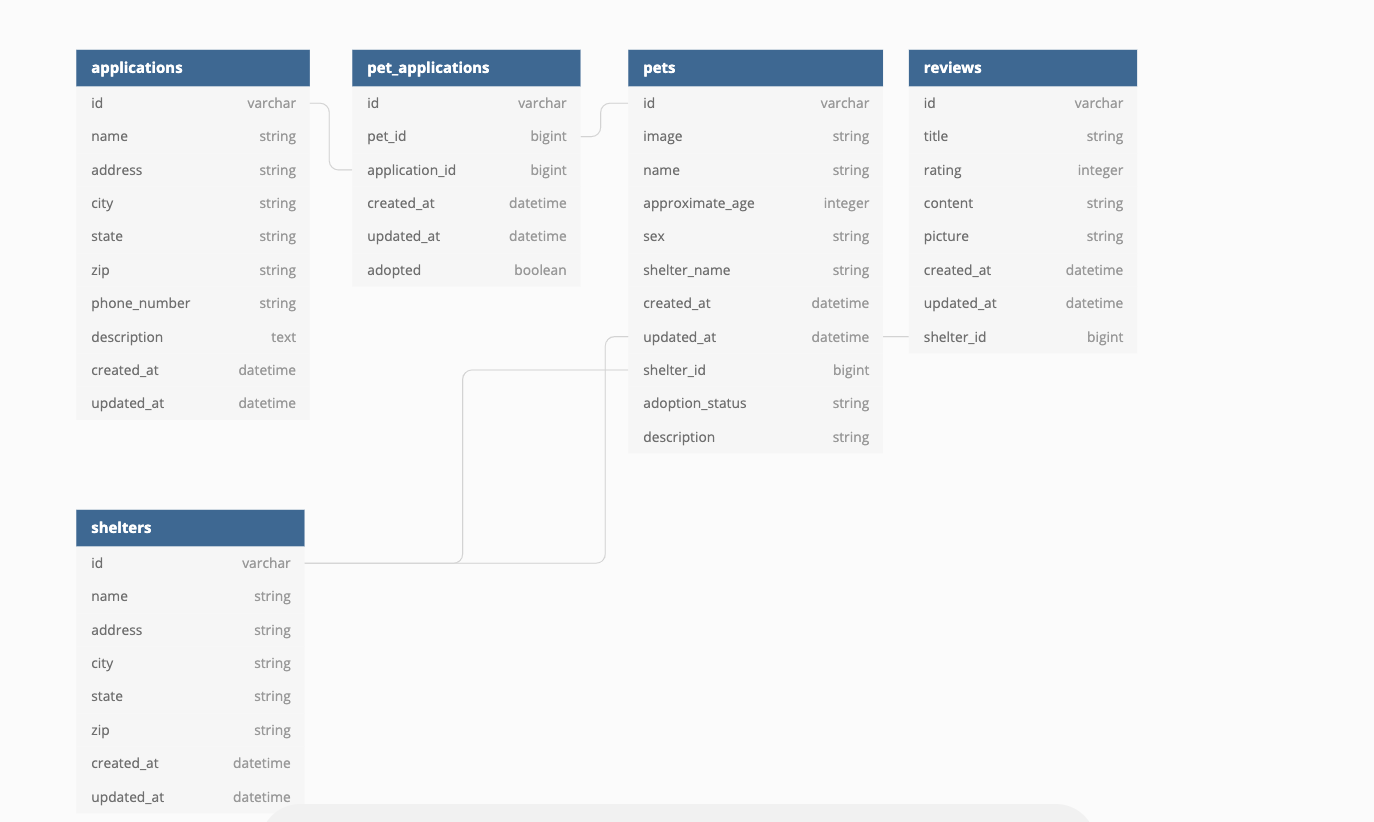 applications
id varchar
name string
address string
city string
state string
zip string
phone_number string
description text
created_at datetime
updated_at datetime
pet_applications
id varchar
pet_id bigint
application_id bigint
created_at datetime
updated_at datetime
adopted boolean
pets
id varchar
image string
name string
approximate_age integer
sex string
shelter_name string
created_at datetime
updated_at datetime
shelter_id bigint
adoption_status string
description string
reviews
id varchar
title string
rating integer
content string
picture string
created_at datetime
updated_at datetime
shelter_id bigint
shelters
id varchar
name string
address string
city string
state string
zip string
created_at datetime
updated_at datetime